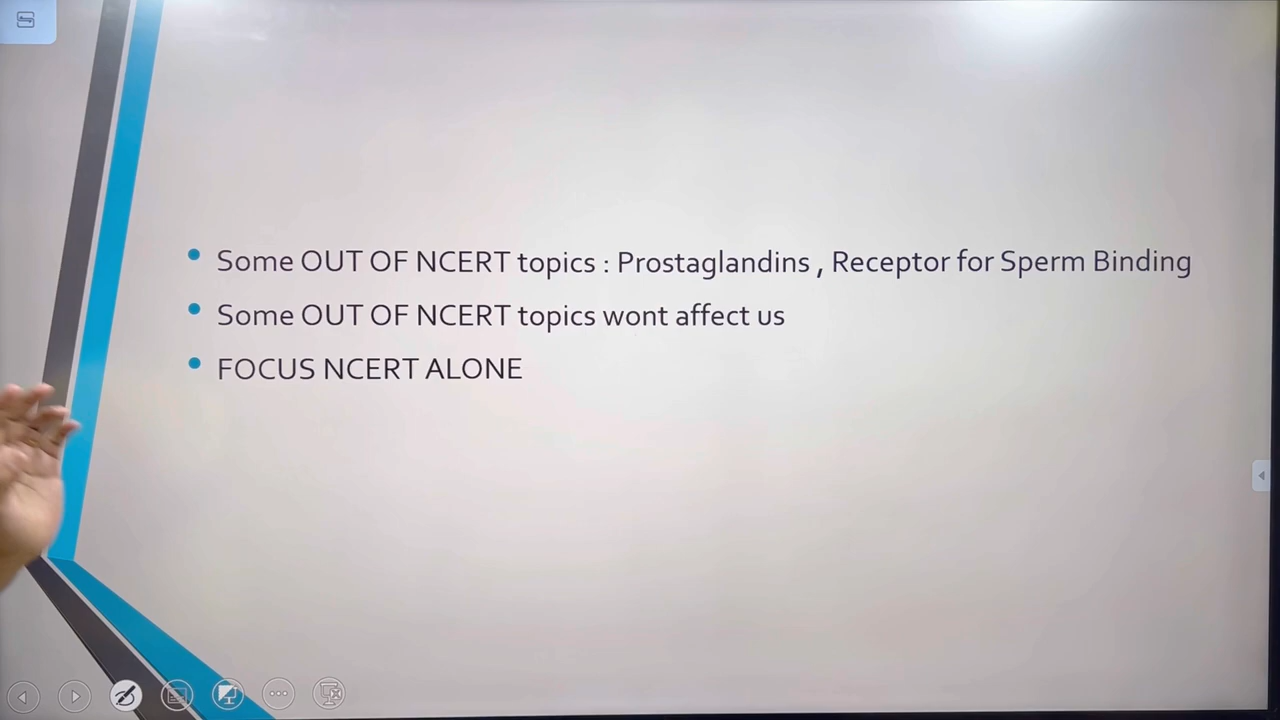 Some OUT OF NCERT topics : Prostaglandins , Receptor for Sperm Binding
Some OUT OF NCERT topics wont affect us
FOCUS NCERT ALONE